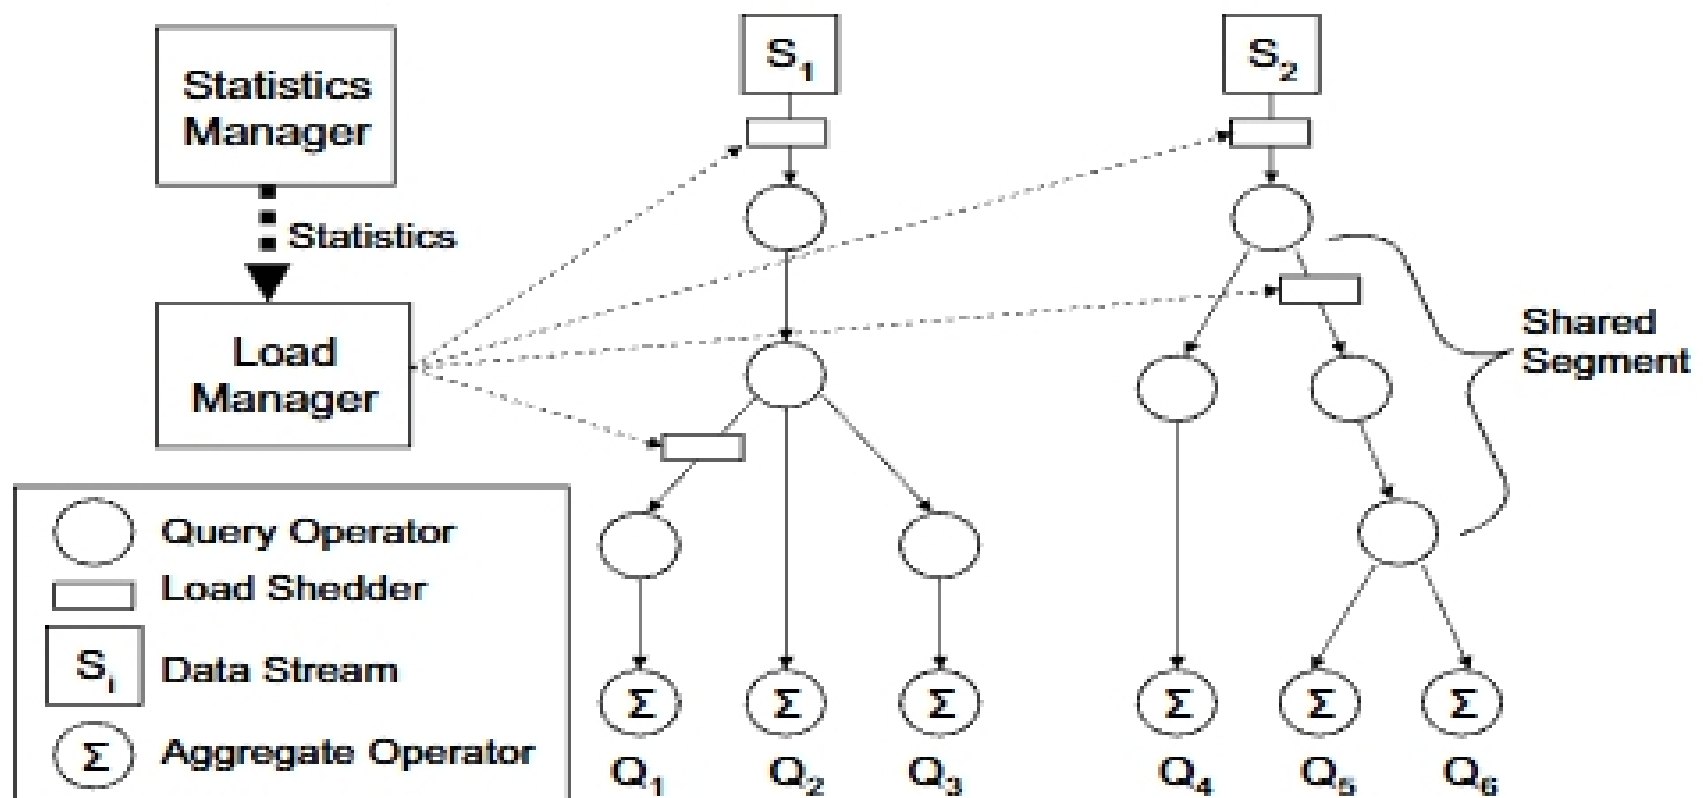 S1
S2
Statistics
Manager
Statistics
Load
Manager
Shared
Segment
Query Operator
Load Shedder
Si
Data Stream
Σ
Aggregate Operator
Σ
Σ
Σ
Σ
Σ
Σ
Q1
Q2
Q3
Q4
Q5
Q6